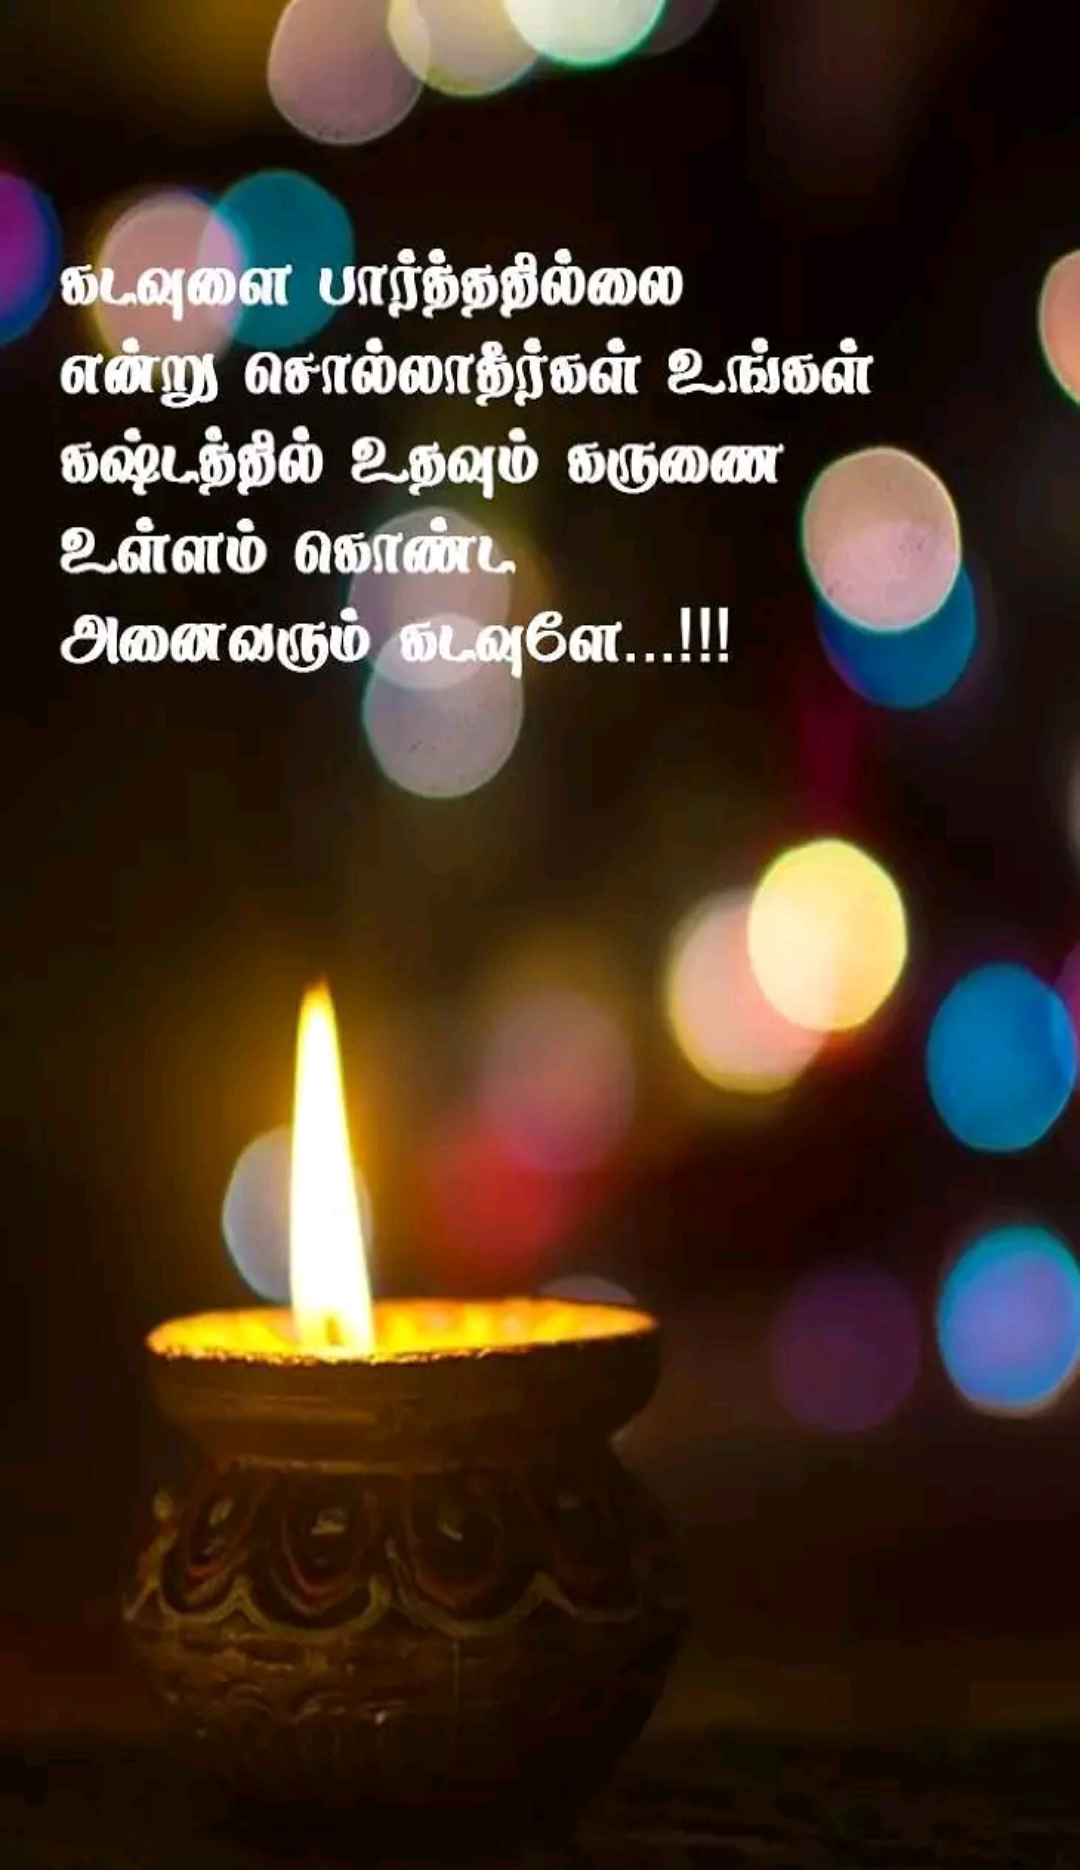 கடவுளை பார்த்ததில்லை
என்று சொல்லாதீர்கள் உங்கள்
கஷ்டத்தில் உதவும் கருணை
உள்ளம் கொண்ட
அனைவரும் கடவுளே...!!!